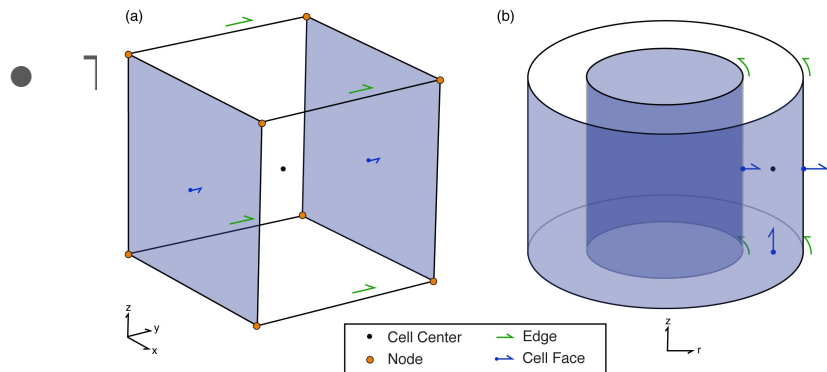 (a)
(b)
z
y
x
z
r
Cell Center
Edge
Node
Cell Face